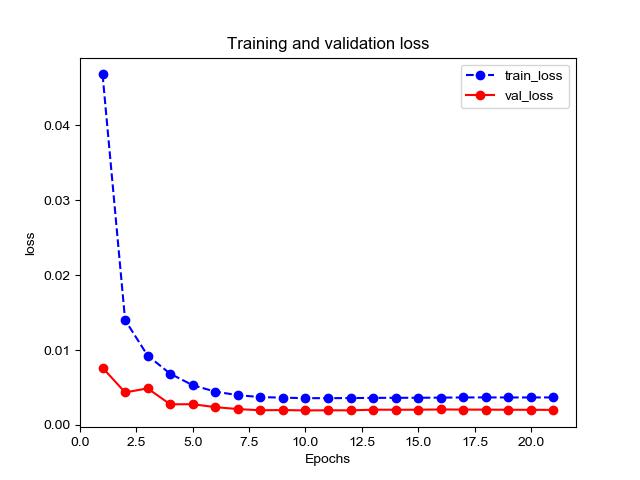 Training and validation loss
train_loss
val_loss
0.04
0.03
0.02
0.01
0.00
loss
0.0 2.5 5.0 7.5 10.0 12.5 15.0 17.5 20.0
Epochs